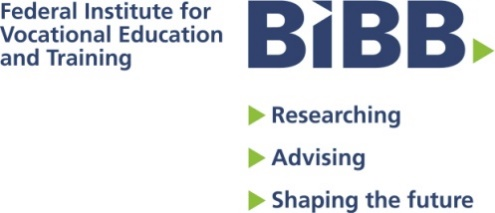 Federal Institute for
Vocational Education
and Training
BiBB
Researching
Advising
Shaping the future